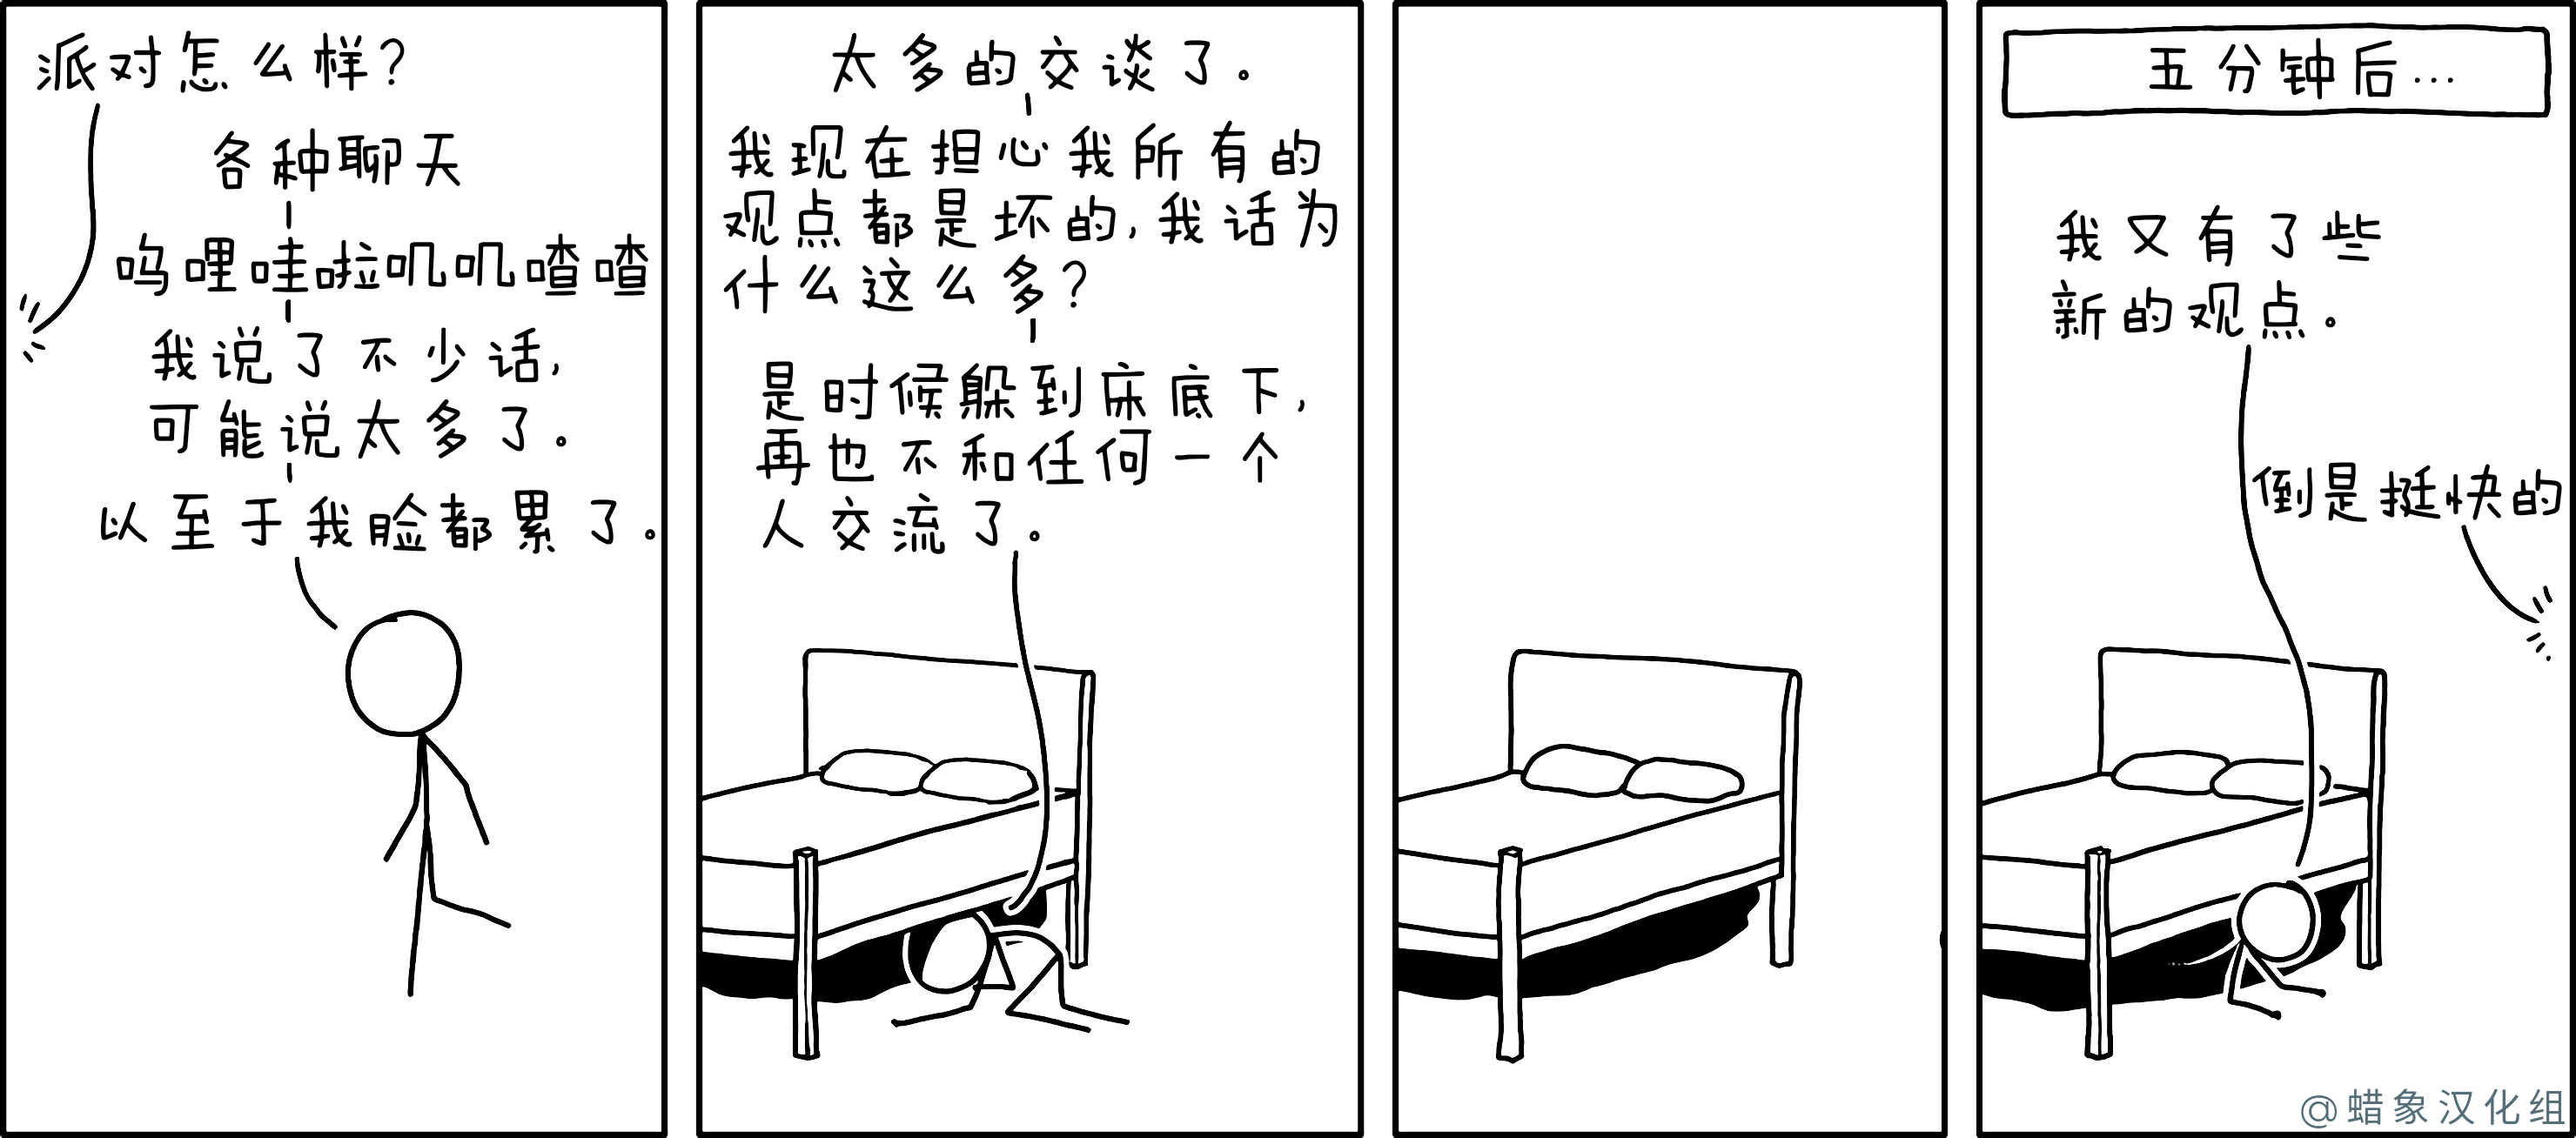 派对怎么样?
各种聊天
呜哩哇啦叽叽喳喳
我说了不少话,
可能说太多了。
以至于我脸都累了。
太多的交谈了。
我现在担心我所有的
观点都是坏的,我话为
什么这么多?
是时候躲到床底下,
再也不和任何一个
人交流了。
五分钟后...
我又有了些
新的观点。
倒是挺快的
@蜡象汉化组